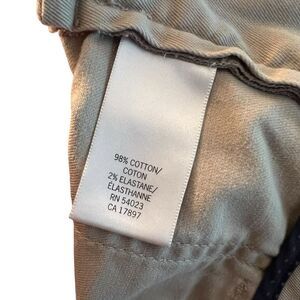 98% COTTON/
COTON
2% ELASTANE/
ÉLASTHANNE
RN 54023
CA 17897